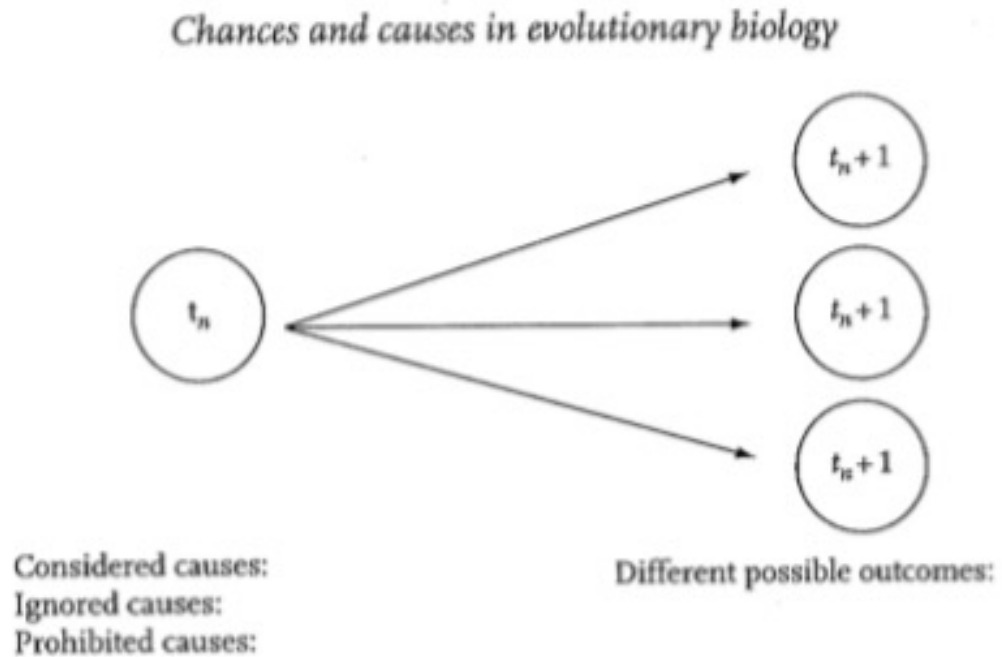 Chances and causes in evolutionary biology
tₙ + 1
tₙ
tₙ + 1
tₙ + 1
Considered causes:
Different possible outcomes:
Ignored causes:
Prohibited causes: